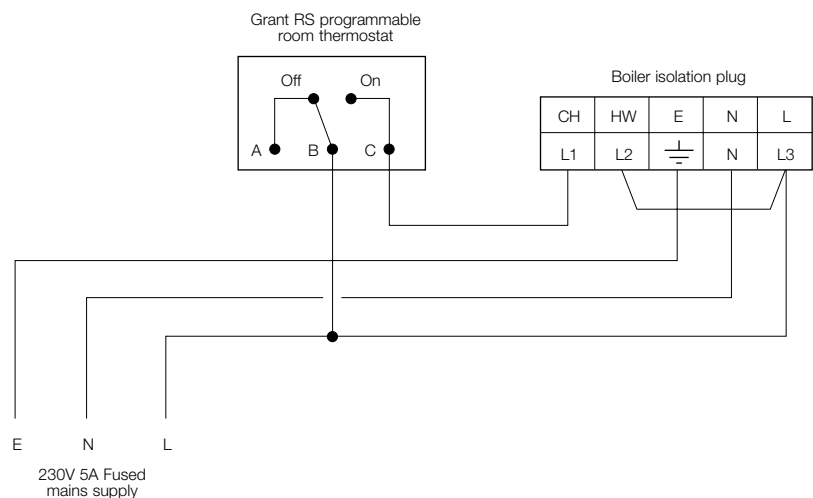 Grant RS programmable
room thermostat
Off On
A B C
Boiler isolation plug
CH HW E N L
L1 L2 N L3
E N L
230V 5A Fused
mains supply